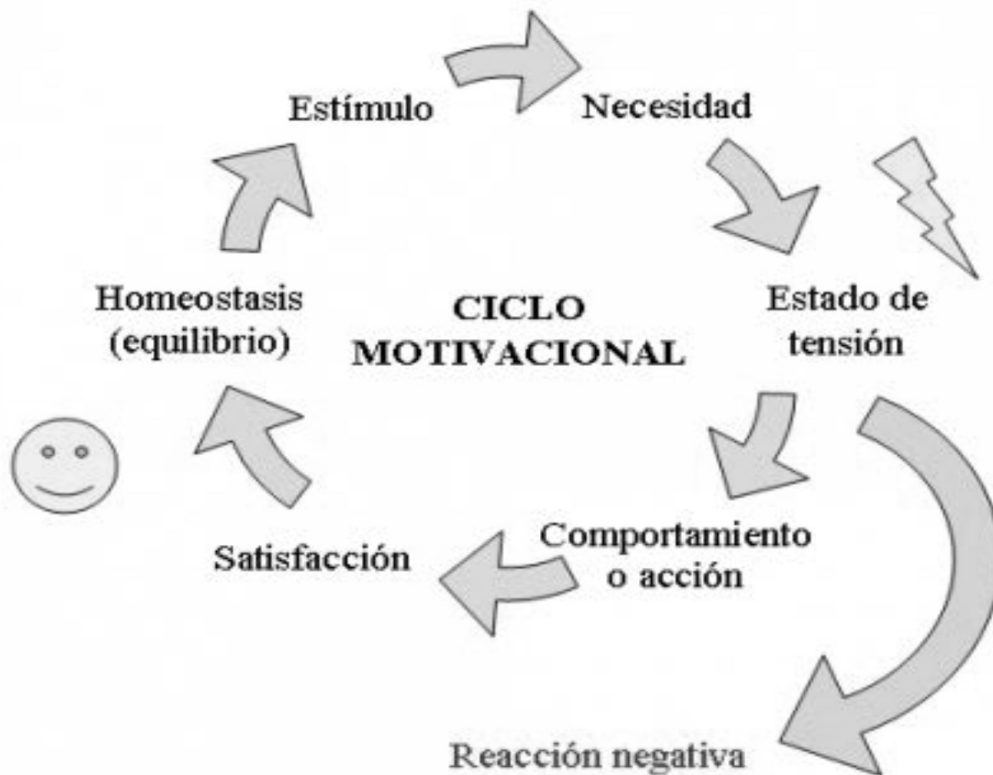 Estímulo
Necesidad
Homeostasis
(equilibrio)
CICLO
MOTIVACIONAL
Estado de
tensión
Satisfacción
Comportamiento
o acción
Reacción negativa